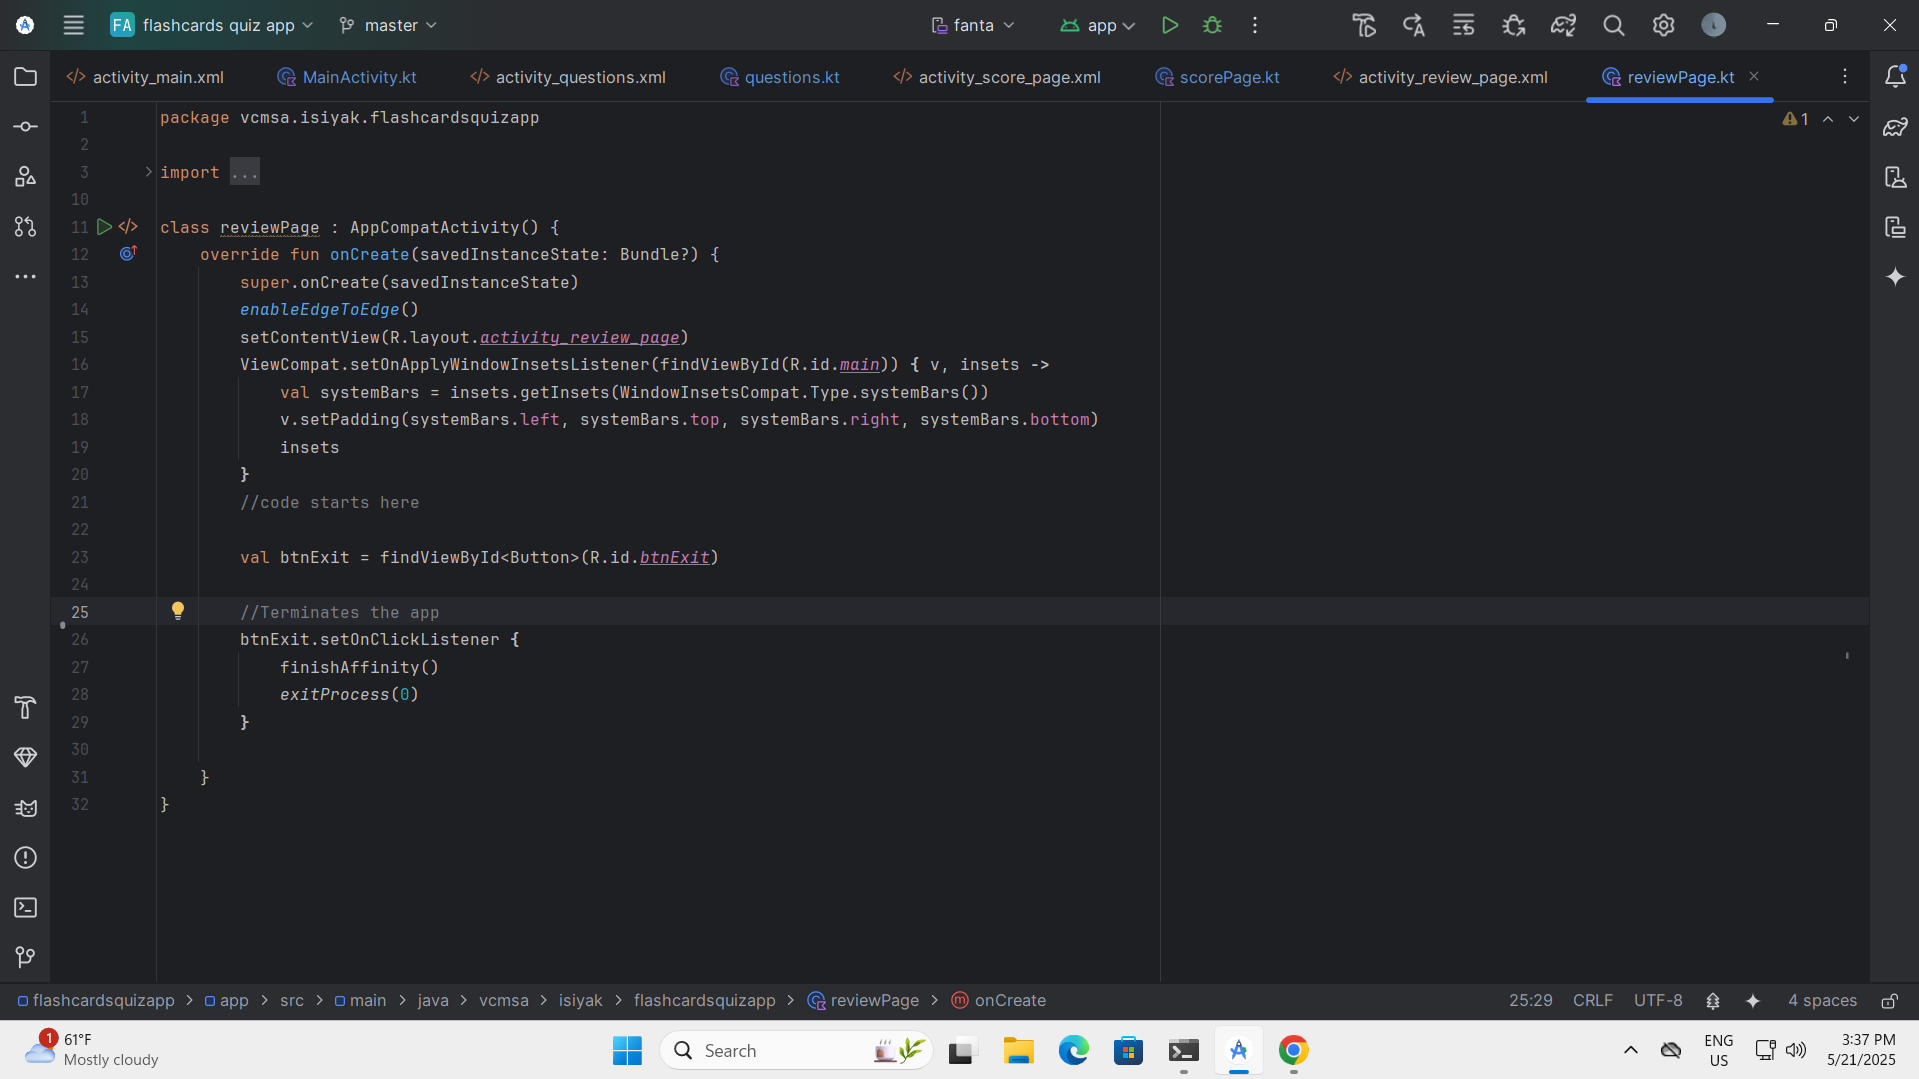 FA flashcards quiz app master fanta app
activity_main.xml MainActivity.kt activity_questions.xml questions.kt activity_score_page.xml scorePage.kt activity_review_page.xml reviewPage.kt
1 package vcmsa.isiyak.flashcardsquizapp
2
3 import ...
10
11 class reviewPage : AppCompatActivity() {
12 override fun onCreate(savedInstanceState: Bundle?) {
13 super.onCreate(savedInstanceState)
14 enableEdgeToEdge()
15 setContentView(R.layout.activity_review_page)
16 ViewCompat.setOnApplyWindowInsetsListener(findViewById(R.id.main)) { v, insets ->
17 val systemBars = insets.getInsets(WindowInsetsCompat.Type.systemBars())
18 v.setPadding(systemBars.left, systemBars.top, systemBars.right, systemBars.bottom)
19 insets
20 }
21 //code starts here
22
23 val btnExit = findViewById<Button>(R.id.btnExit)
24
25 //Terminates the app
26 btnExit.setOnClickListener {
27 finishAffinity()
28 exitProcess(0)
29 }
30
31 }
32 }
1
flashcardsquizapp > app > src > main > java > vcmsa > isiyak > flashcardsquizapp > reviewPage > onCreate 25:29 CRLF UTF-8 4 spaces
1 61°F
Mostly cloudy
Search
ENG
US
3:37 PM
5/21/2025